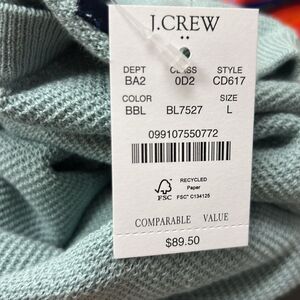 J.CREW
DEPT CLASS STYLE
BA2 0D2 CD617
COLOR SIZE
BBL BL7527 L
099107550772
RECYCLED
Paper
FSC FSC® C134125
COMPARABLE VALUE
$89.50